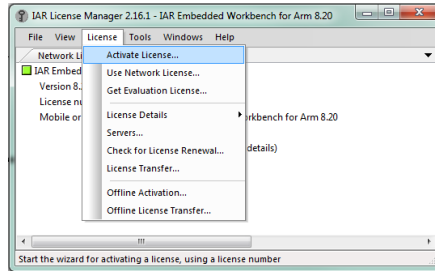 IAR License Manager 2.16.1 - IAR Embedded Workbench for Arm 8.20
File View License Tools Windows Help
Network Li
Activate License...
IAR Embed
Use Network License...
Version 8.
Get Evaluation License...
License nu
License Details
Mobile or
rkbench for Arm 8.20
Servers...
Check for License Renewal...
details)
License Transfer...
Offline Activation...
Offline License Transfer...
Start the wizard for activating a license, using a license number